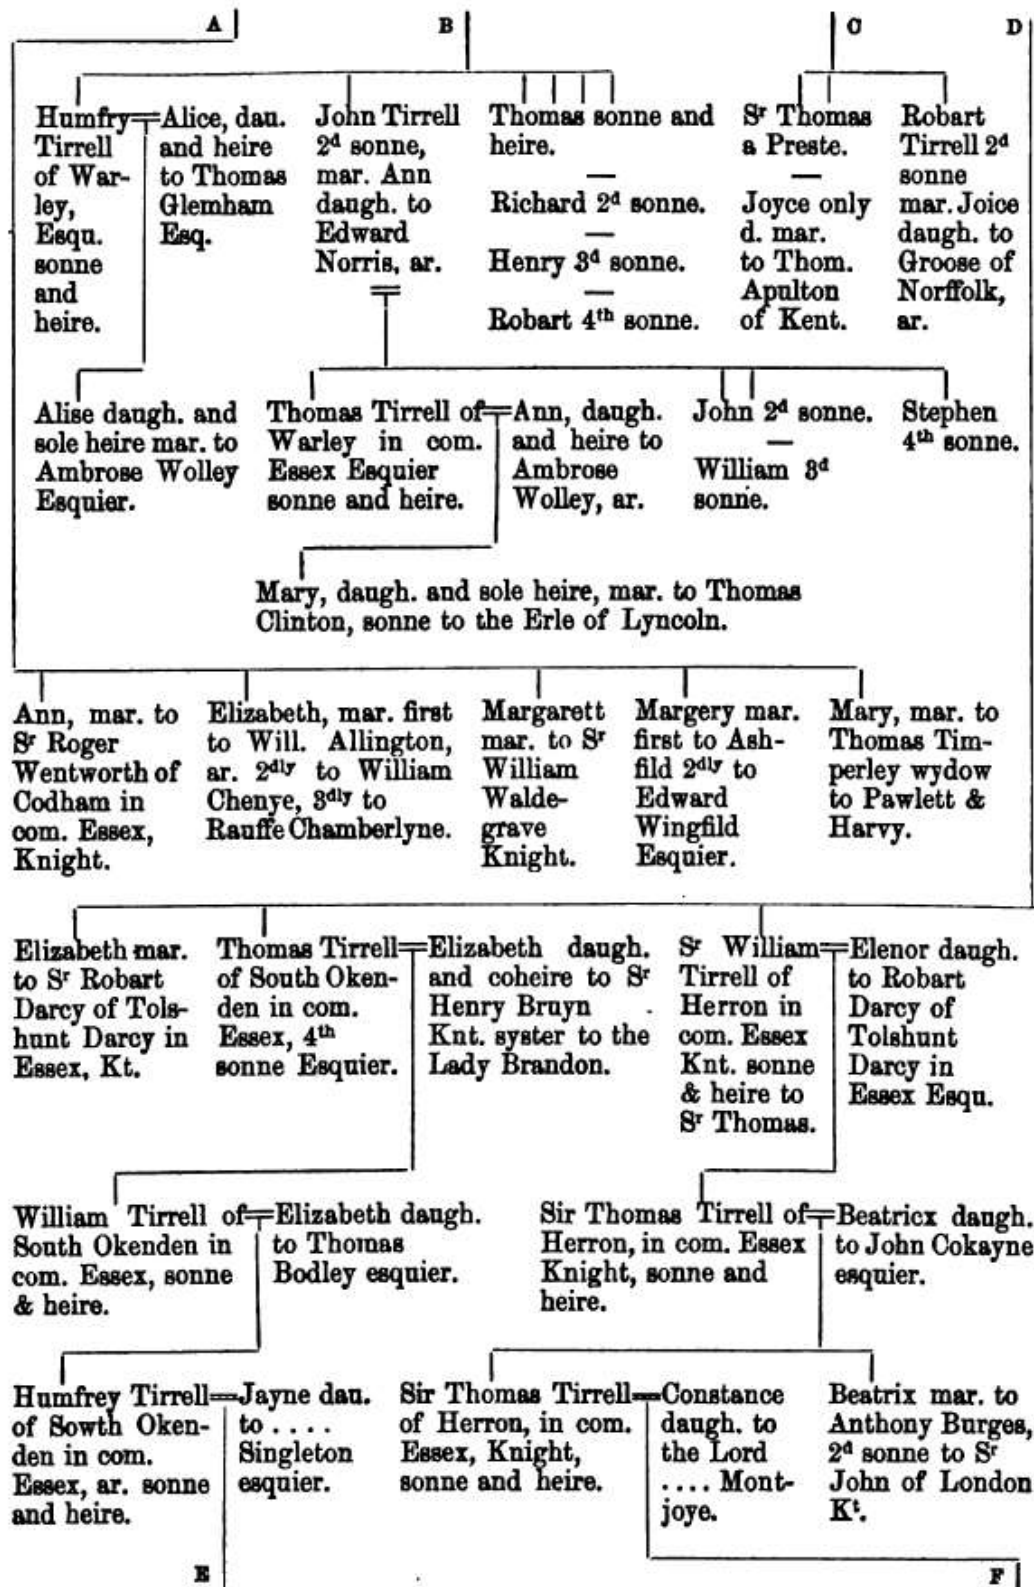 A B C D
Humfry
Tirrell
of War-
ley,
Esqu.
sonne
and
heire.
Alice, dau.
and heire
to Thomas
Glemham
Esq.
John Tirrell
2d sonne,
mar. Ann
daugh. to
Edward
Norris, ar.
Thomas sonne and
heire.
—
Richard 2d sonne.
—
Henry 3d sonne.
—
Robart 4th sonne.
Sr Thomas
a Preste.
—
Joyce only
d. mar.
to Thom.
Apulton
of Kent.
Robart
Tirrell 2d
sonne
mar. Joice
daugh. to
Groose of
Norffolk,
ar.
Alise daugh. and
sole heire mar. to
Ambrose Wolley
Esquier.
Thomas Tirrell of
Warley in com.
Essex Esquier
sonne and heire.
Ann, daugh.
and heire to
Ambrose
Wolley, ar.
John 2d sonne.
—
William 3d
sonne.
Stephen
4th sonne.
Mary, daugh. and sole heire, mar. to Thomas
Clinton, sonne to the Erle of Lyncoln.
Ann, mar. to
Sr Roger
Wentworth of
Codham in
com. Essex,
Knight.
Elizabeth, mar. first
to Will. Allington,
ar. 2dly to William
Chenye, 3dly to
Rauffe Chamberlyne.
Margarett
mar. to Sr
William
Walde-
grave
Knight.
Margery mar.
first to Ash-
fild 2dly to
Edward
Wingfild
Esquier.
Mary, mar. to
Thomas Tim-
perley wydow
to Pawlett &
Harvy.
Elizabeth mar.
to Sr Robart
Darcy of Tols-
hunt Darcy in
Essex, Kt.
Thomas Tirrell
of South Oken-
den in com.
Essex, 4th
sonne Esquier.
Elizabeth daugh.
and coheire to Sr
Henry Bruyn
Knt. syster to the
Lady Brandon.
Sr William
Tirrell of
Herron in
com. Essex
Knt. sonne
& heire to
Sr Thomas.
Elenor daugh.
to Robart
Darcy of
Tolshunt
Darcy in
Essex Esqu.
William Tirrell of
South Okenden in
com. Essex, sonne
& heire.
Elizabeth daugh.
to Thomas
Bodley esquier.
Sir Thomas Tirrell of
Herron, in com. Essex
Knight, sonne and
heire.
Beatricx daugh.
to John Cokayne
esquier.
Humfrey Tirrell
of Sowth Oken-
den in com.
Essex, ar. sonne
and heire.
Jayne dau.
to ....
Singleton
esquier.
Sir Thomas Tirrell
of Herron, in com.
Essex, Knight,
sonne and heire.
Constance
daugh. to
the Lord
.... Mont-
joye.
Beatrix mar. to
Anthony Burges,
2d sonne to Sr
John of London
Kt.
E F